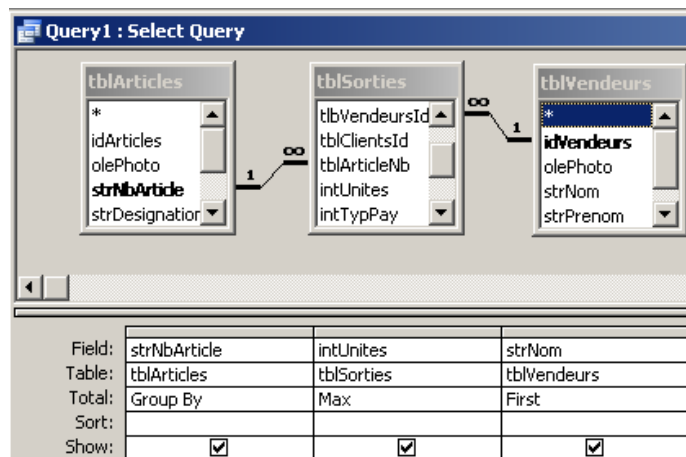 Query1 : Select Query
tblArticles
*
idArticles
olePhoto
strNbArticle
strDesignation
1
∞
tblSorties
tlbVendeursId
tblClientsId
tblArticleNb
intUnites
intTypPay
∞
1
tblVendeurs
*
idVendeurs
olePhoto
strNom
strPrenom
Field: strNbArticle intUnites strNom
Table: tblArticles tblSorties tblVendeurs
Total: Group By Max First
Sort:
Show: